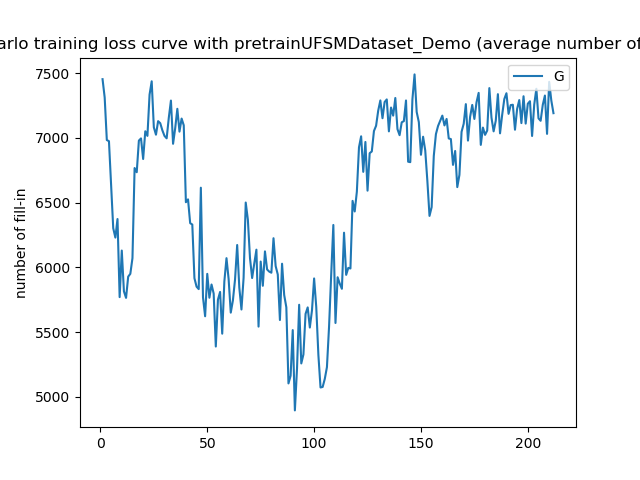 arlo training loss curve with pretrainUFSMDataset_Demo (average number of
7500
7000
6500
6000
5500
5000
number of fill-in
G
0 50 100 150 200